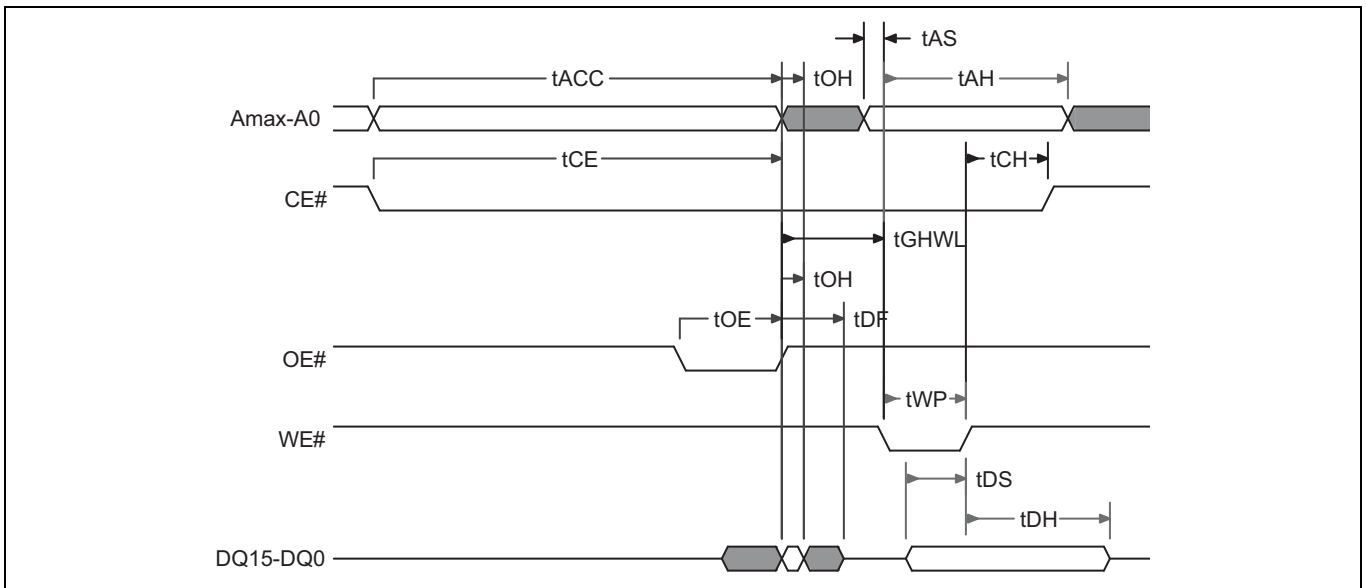 tAS
tACC
tOH
tAH
Amax-A0
tCE
tCH
CE#
tGHWL
tOH
tOE
tDF
OE#
tWP
WE#
tDS
tDH
DQ15-DQ0